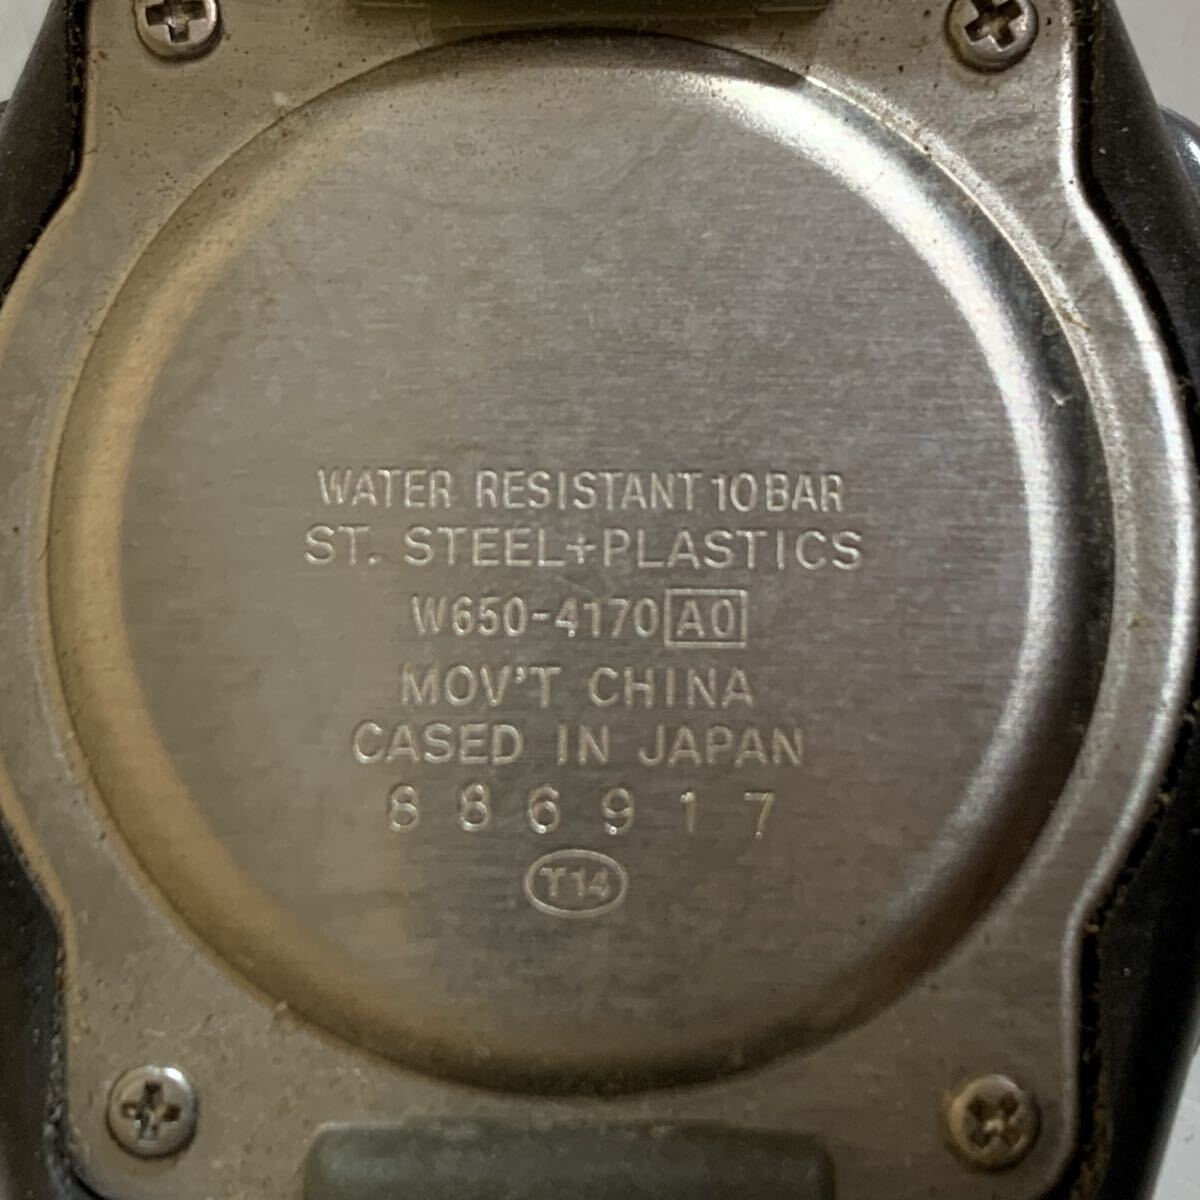 WATER RESISTANT 10BAR
ST. STEEL+PLASTICS
W650-4170 A0
MOV'T CHINA
CASED IN JAPAN
886917
Y14